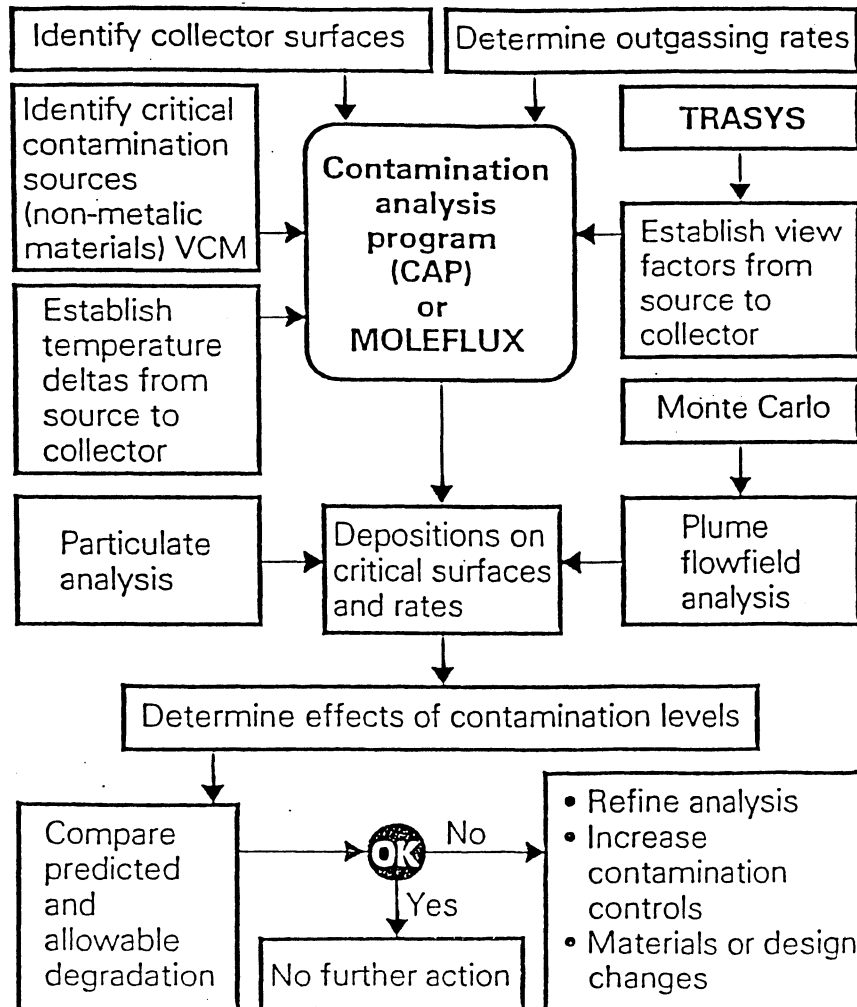 Identify collector surfaces
Determine outgassing rates
Identify critical
contamination
sources
(non-metalic
materials) VCM
Contamination
analysis
program
(CAP)
or
MOLEFLUX
TRASYS
Establish view
factors from
source to
collector
Establish
temperature
deltas from
source to
collector
Monte Carlo
Particulate
analysis
Depositions on
critical surfaces
and rates
Plume
flowfield
analysis
Determine effects of contamination levels
Compare
predicted
and
allowable
degradation
OK
No
Yes
No further action
• Refine analysis
• Increase
contamination
controls
• Materials or design
changes